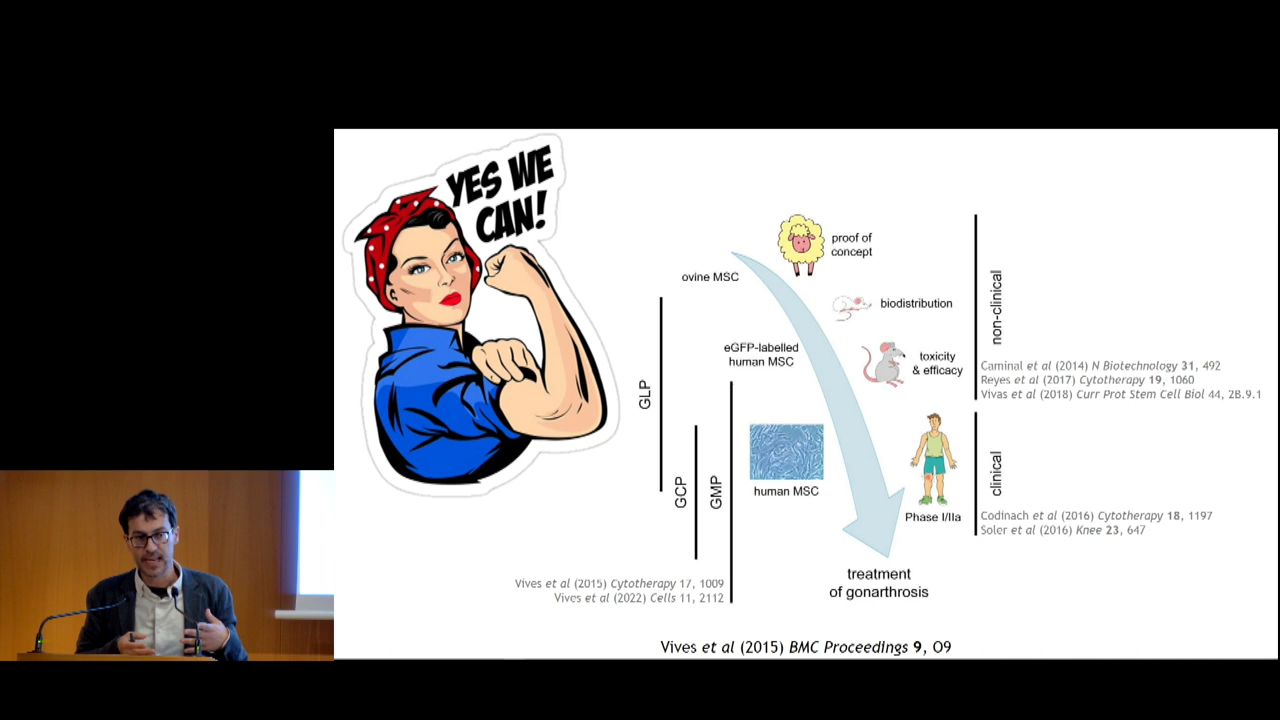 YES WE
CAN!
proof of
concept
ovine MSC
biodistribution
eGFP-labelled
human MSC
toxicity
& efficacy
non-clinical
Caminal et al (2014) N Biotechnology 31, 492
Reyes et al (2017) Cytotherapy 19, 1060
Vivas et al (2018) Curr Prot Stem Cell Biol 44, 2B.9.1
GLP
GCP
GMP
human MSC
clinical
Phase I/IIa
Codinach et al (2016) Cytotherapy 18, 1197
Soler et al (2016) Knee 23, 647
treatment
of gonarthrosis
Vives et al (2015) Cytotherapy 17, 1009
Vives et al (2022) Cells 11, 2112
Vives et al (2015) BMC Proceedings 9, O9